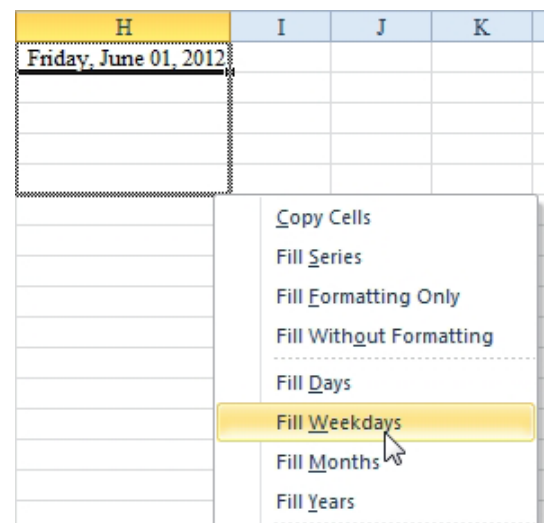 H I J K
Friday, June 01, 2012
Copy Cells
Fill Series
Fill Formatting Only
Fill Without Formatting
Fill Days
Fill Weekdays
Fill Months
Fill Years